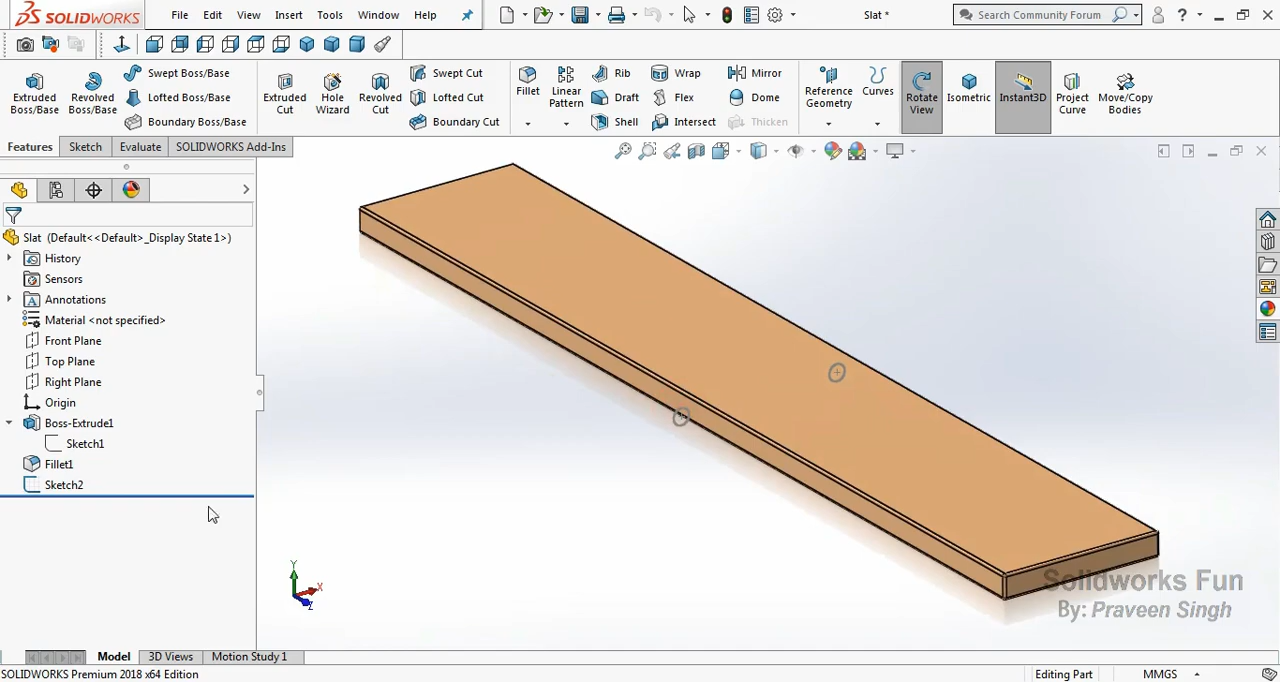 SOLIDWORKS File Edit View Insert Tools Window Help Slat * Search Community Forum ?
Extruded Boss/Base
Revolved Boss/Base
Swept Boss/Base
Lofted Boss/Base
Boundary Boss/Base
Extruded Cut
Hole Wizard
Revolved Cut
Swept Cut
Lofted Cut
Boundary Cut
Fillet
Linear Pattern
Rib
Draft
Shell
Wrap
Flex
Intersect
Mirror
Dome
Thicken
Reference Geometry
Curves
Rotate View
Isometric
Instant3D
Project Curve
Move/Copy Bodies
Features Sketch Evaluate SOLIDWORKS Add-Ins
Slat (Default<<Default>_Display State 1>)
History
Sensors
Annotations
Material <not specified>
Front Plane
Top Plane
Right Plane
Origin
Boss-Extrude1
Sketch1
Fillet1
Sketch2
Y
X
Z
Solidworks Fun
By: Praveen Singh
Model 3D Views Motion Study 1
SOLIDWORKS Premium 2018 x64 Edition Editing Part MMGS